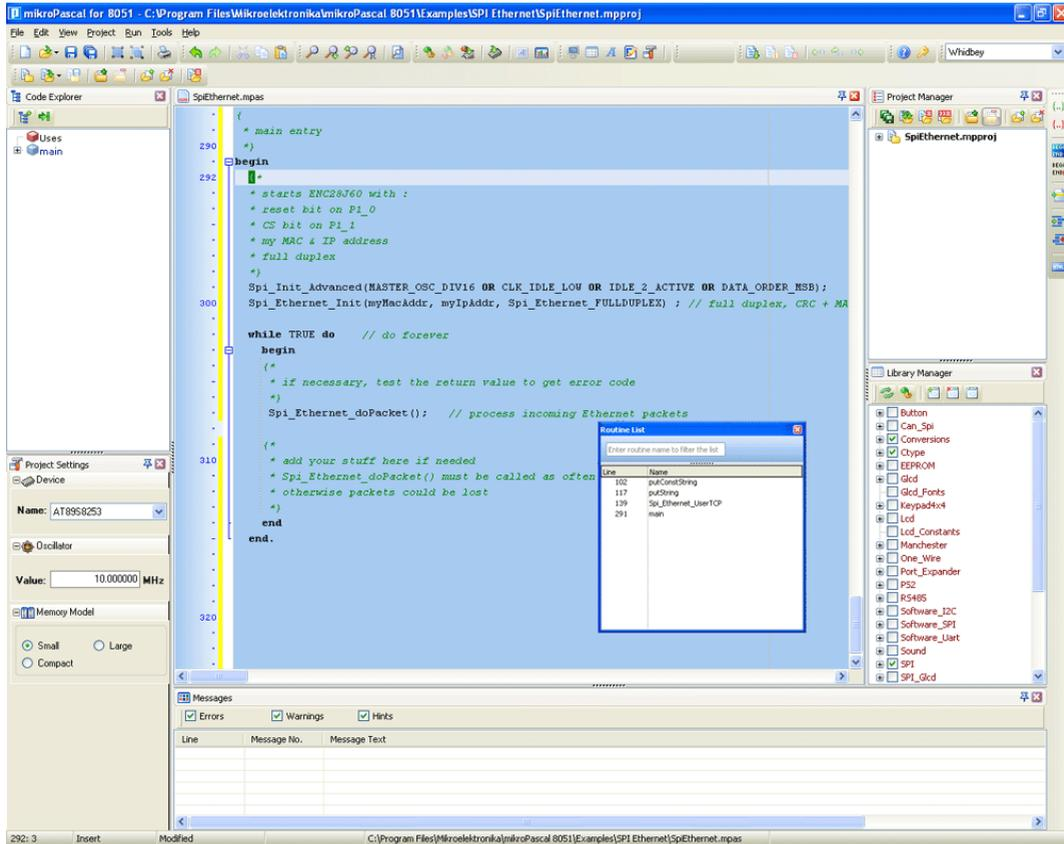 mikroPascal for 8051 - C:\Program Files\Mikroelektronika\mikroPascal 8051\Examples\SPI Ethernet\SpiEthernet.mpproj
File Edit View Project Run Tools Help
Whidbey
Code Explorer
Uses
main
SpiEthernet.mpas
{
* main entry
290 *}
begin
292 {*
* starts ENC28J60 with :
* reset bit on P1_0
* CS bit on P1_1
* my MAC & IP address
* full duplex
*}
Spi_Init_Advanced(MASTER_OSC_DIV16 OR CLK_IDLE_LOW OR IDLE_2_ACTIVE OR DATA_ORDER_MSB);
300 Spi_Ethernet_Init(myMacAddr, myIpAddr, Spi_Ethernet_FULLDUPLEX) ; // full duplex, CRC + MA
while TRUE do // do forever
begin
{*
* if necessary, test the return value to get error code
*}
Spi_Ethernet_doPacket(); // process incoming Ethernet packets
{*
310 * add your stuff here if needed
* Spi_Ethernet_doPacket() must be called as often
* otherwise packets could be lost
*}
end
end.
320
Routine List
Enter routine name to filter the list
Line Name
102 putConstString
117 putString
139 Spi_Ethernet_UserTCP
291 main
Project Manager
SpiEthernet.mpproj
Library Manager
Button
Can_Spi
Conversions
Ctype
EEPROM
Glcd
Glcd_Fonts
Keypad4x4
Lcd
Lcd_Constants
Manchester
One_Wire
Port_Expander
PS2
RS485
Software_I2C
Software_SPI
Software_Uart
Sound
SPI
SPI_Glcd
Project Settings
Device
Name: AT89S8253
Oscillator
Value: 10.000000 MHz
Memory Model
Small Large
Compact
Messages
Errors Warnings Hints
Line Message No. Message Text
292: 3 Insert Modified C:\Program Files\Mikroelektronika\mikroPascal 8051\Examples\SPI Ethernet\SpiEthernet.mpas